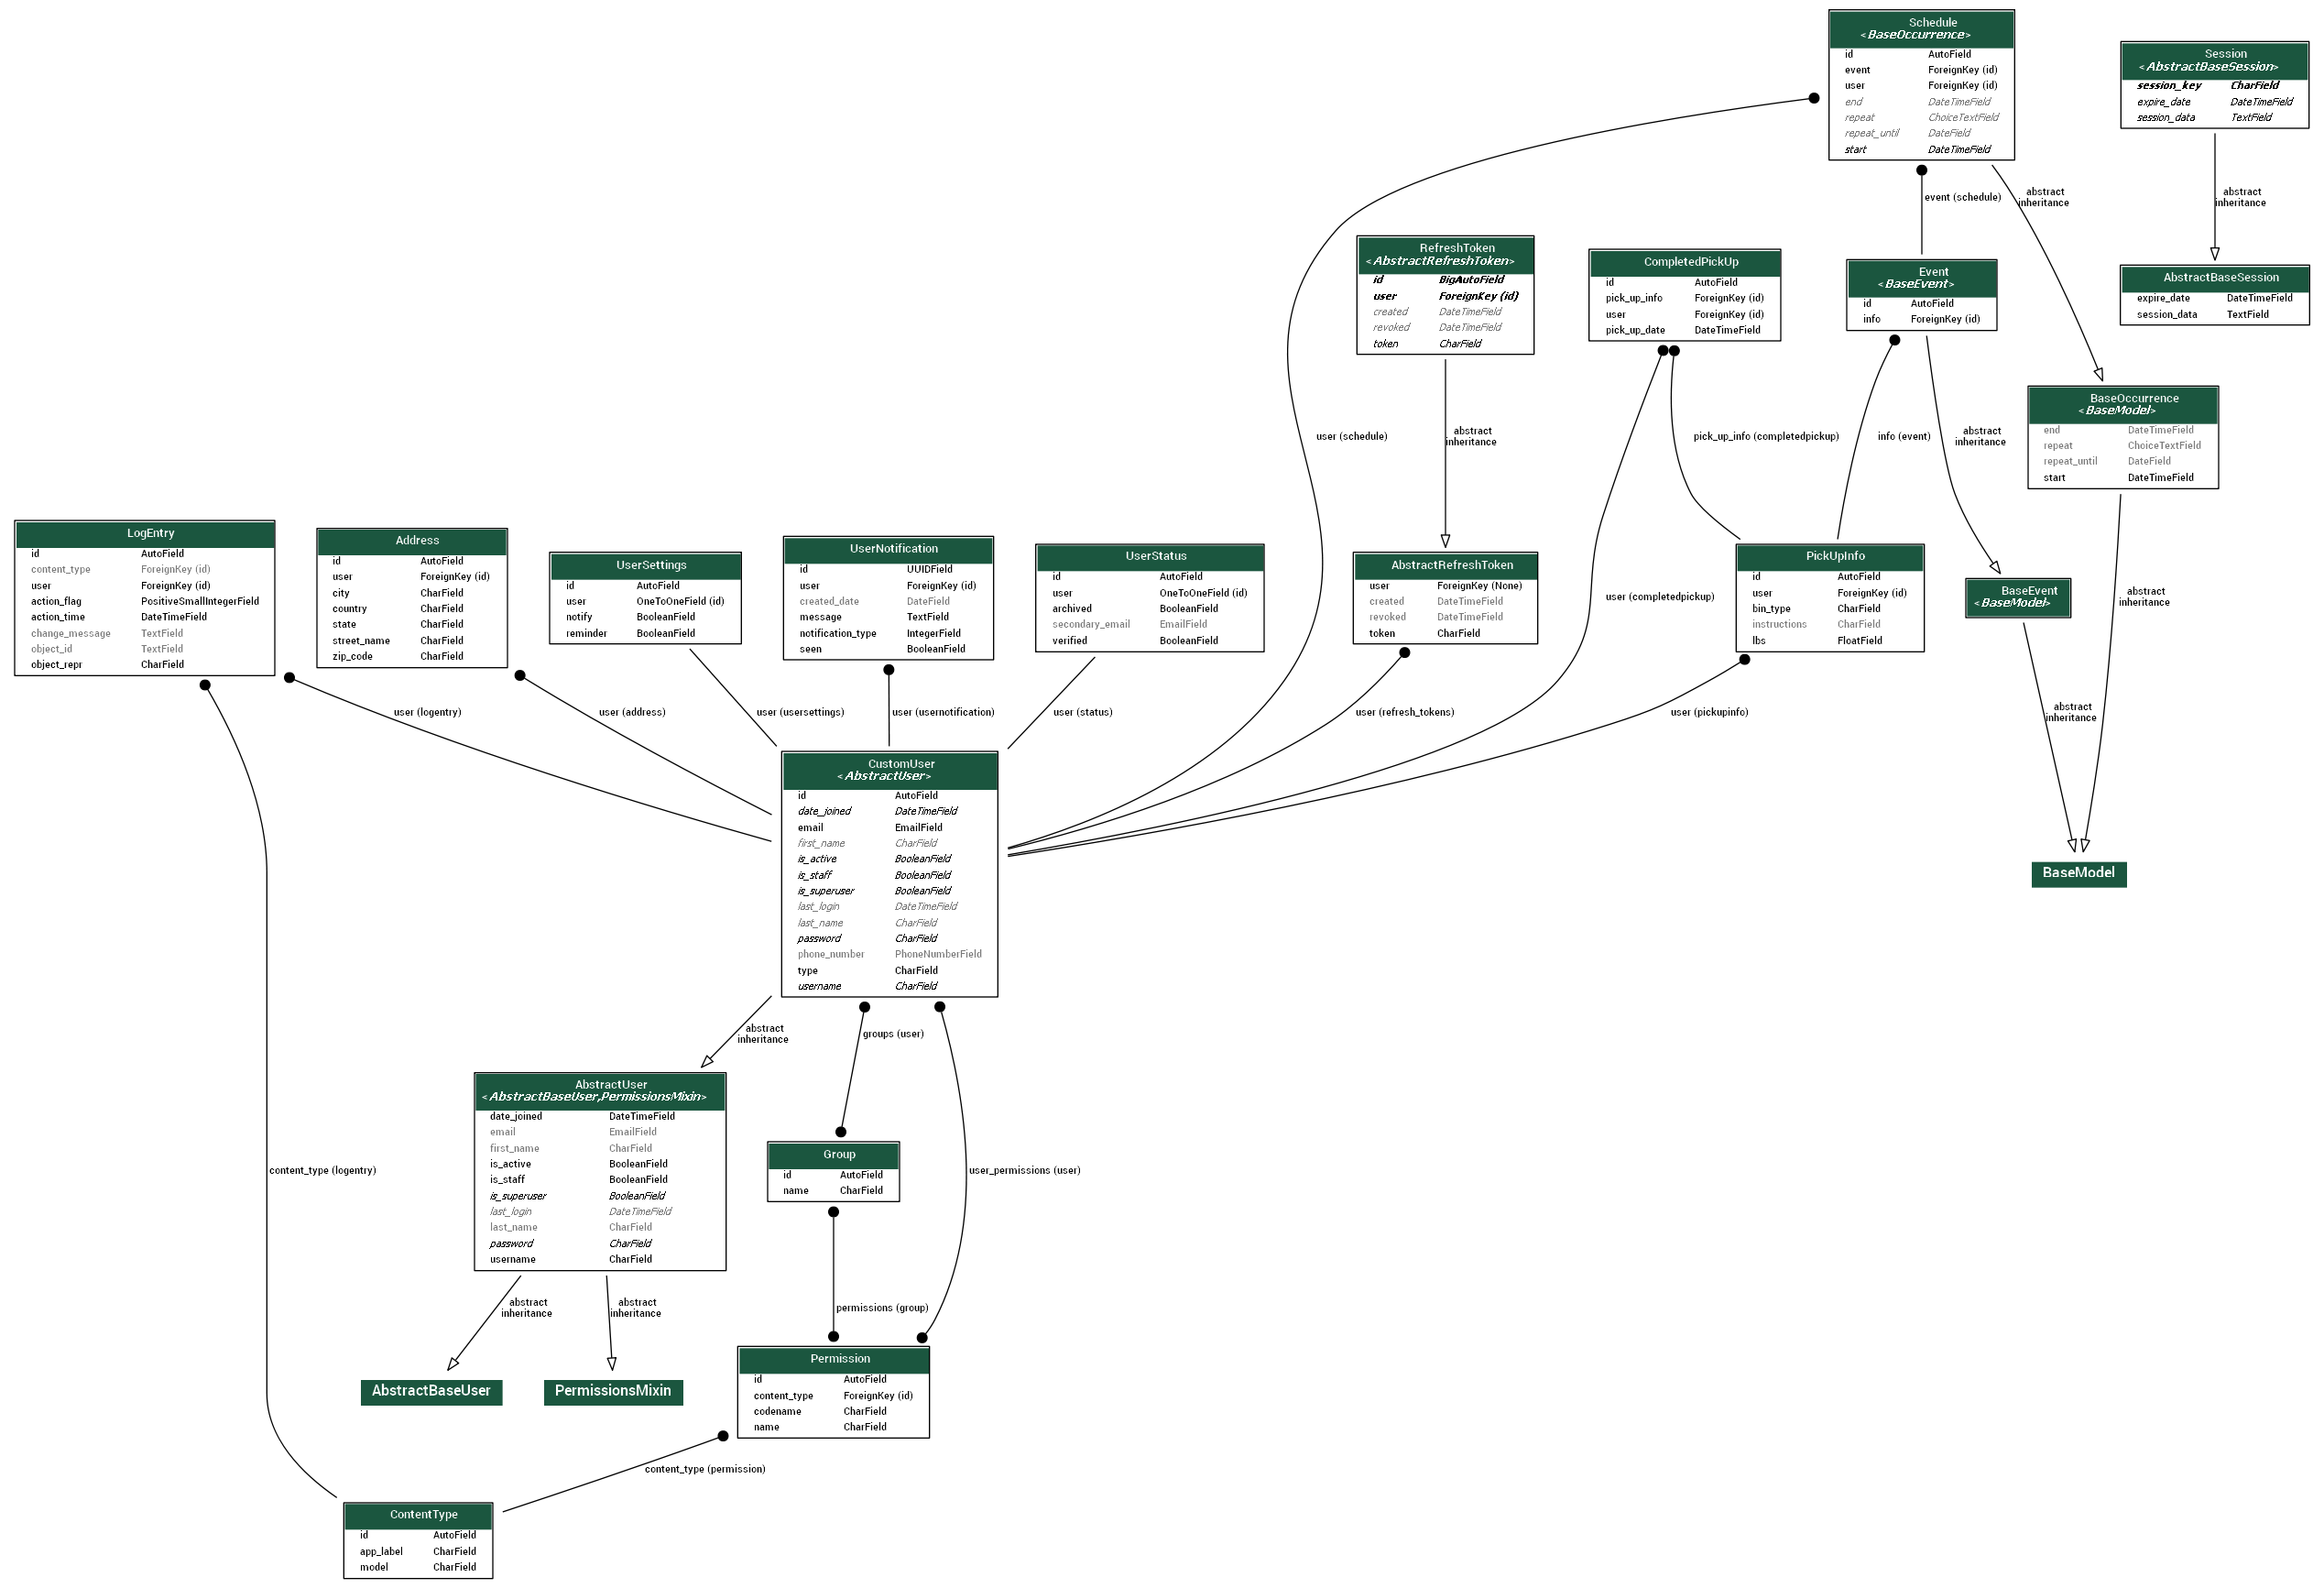 Schedule
<BaseOccurrence>
id AutoField
event ForeignKey (id)
user ForeignKey (id)
end DateTimeField
repeat ChoiceTextField
repeat_until DateField
start DateTimeField
Session
<AbstractBaseSession>
session_key CharField
expire_date DateTimeField
session_data TextField
event (schedule)
abstract
inheritance
abstract
inheritance
RefreshToken
<AbstractRefreshToken>
id BigAutoField
user ForeignKey (id)
created DateTimeField
revoked DateTimeField
token CharField
CompletedPickUp
id AutoField
pick_up_info ForeignKey (id)
user ForeignKey (id)
pick_up_date DateTimeField
Event
<BaseEvent>
id AutoField
info ForeignKey (id)
AbstractBaseSession
expire_date DateTimeField
session_data TextField
user (schedule)
abstract
inheritance
pick_up_info (completedpickup)
info (event)
abstract
inheritance
BaseOccurrence
<BaseModel>
end DateTimeField
repeat ChoiceTextField
repeat_until DateField
start DateTimeField
LogEntry
id AutoField
content_type ForeignKey (id)
user ForeignKey (id)
action_flag PositiveSmallIntegerField
action_time DateTimeField
change_message TextField
object_id TextField
object_repr CharField
Address
id AutoField
user ForeignKey (id)
city CharField
country CharField
state CharField
street_name CharField
zip_code CharField
UserSettings
id AutoField
user OneToOneField (id)
notify BooleanField
reminder BooleanField
UserNotification
id UUIDField
user ForeignKey (id)
created_date DateField
message TextField
notification_type IntegerField
seen BooleanField
UserStatus
id AutoField
user OneToOneField (id)
archived BooleanField
secondary_email EmailField
verified BooleanField
AbstractRefreshToken
user ForeignKey (None)
created DateTimeField
revoked DateTimeField
token CharField
user (completedpickup)
PickUpInfo
id AutoField
user ForeignKey (id)
bin_type CharField
instructions CharField
lbs FloatField
BaseEvent
<BaseModel>
abstract
inheritance
user (logentry)
user (address)
user (usersettings)
user (usernotification)
user (status)
user (refresh_tokens)
user (pickupinfo)
abstract
inheritance
CustomUser
<AbstractUser>
id AutoField
date_joined DateTimeField
email EmailField
first_name CharField
is_active BooleanField
is_staff BooleanField
is_superuser BooleanField
last_login DateTimeField
last_name CharField
password CharField
phone_number PhoneNumberField
type CharField
username CharField
BaseModel
abstract
inheritance
groups (user)
AbstractUser
<AbstractBaseUser,PermissionsMixin>
date_joined DateTimeField
email EmailField
first_name CharField
is_active BooleanField
is_staff BooleanField
is_superuser BooleanField
last_login DateTimeField
last_name CharField
password CharField
username CharField
Group
id AutoField
name CharField
content_type (logentry)
user_permissions (user)
abstract
inheritance
abstract
inheritance
permissions (group)
AbstractBaseUser
PermissionsMixin
Permission
id AutoField
content_type ForeignKey (id)
codename CharField
name CharField
content_type (permission)
ContentType
id AutoField
app_label CharField
model CharField